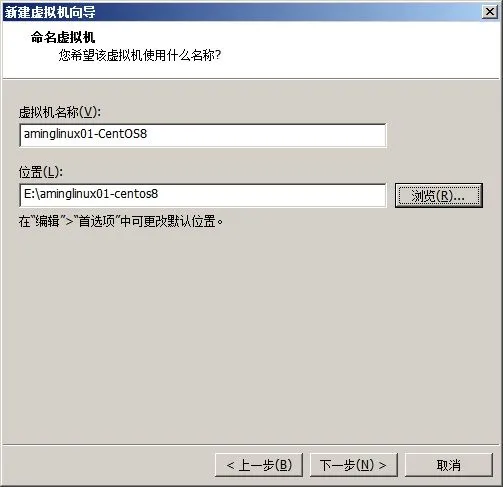 新建虚拟机向导
命名虚拟机
您希望该虚拟机使用什么名称?
虚拟机名称(V):
aminglinux01-CentOS8
位置(L):
E:\aminglinux01-centos8
浏览(R)...
在“编辑”>“首选项”中可更改默认位置。
< 上一步(B)
下一步(N) >
取消